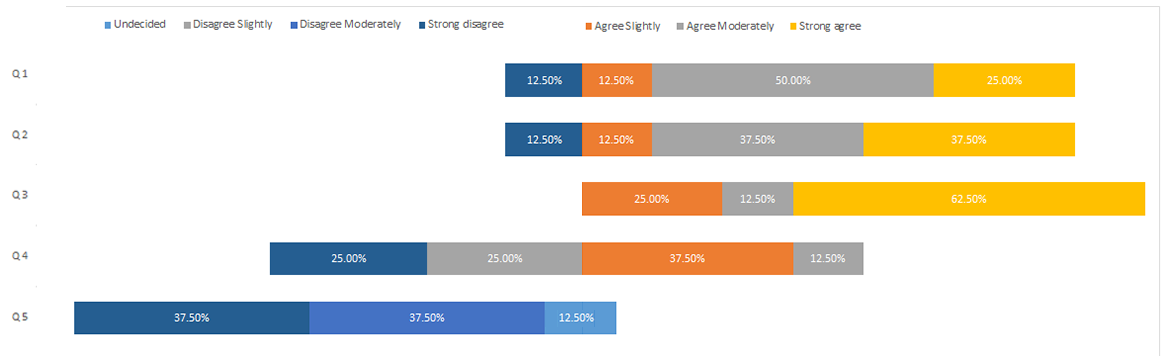 Undecided Disagree Slightly Disagree Moderately Strong disagree Agree Slightly Agree Moderately Strong agree
Q 1 12.50% 12.50% 50.00% 25.00%
Q 2 12.50% 12.50% 37.50% 37.50%
Q 3 25.00% 12.50% 62.50%
Q 4 25.00% 25.00% 37.50% 12.50%
Q 5 37.50% 37.50% 12.50%